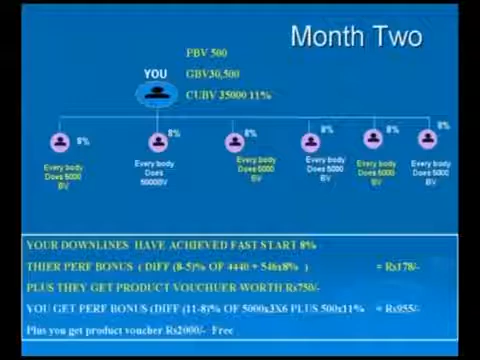 Month Two
PBV 500
YOU
GBV30,500
CUBV 35000 11%
8%
8%
8%
8%
8%
8%
Every body
Does 5000
BV
Every body
Does
5000BV
Every body
Does 5000
BV
Every body
Does 5000
BV
Every body
Does 5000
BV
Every body
Does 5000
BV
YOUR DOWNLINES HAVE ACHIEVED FAST START 8%
THIER PERF BONUS ( DIFF (8-5)% OF 4440 + 546x8% ) = Rs178/-
PLUS THEY GET PRODUCT VOUCHUER WORTH Rs750/-
YOU GET PERF BONUS (DIFF (11-8)% OF 5000x3X6 PLUS 500x11% = Rs955/-
Plus you get product voucher Rs2000/- Free